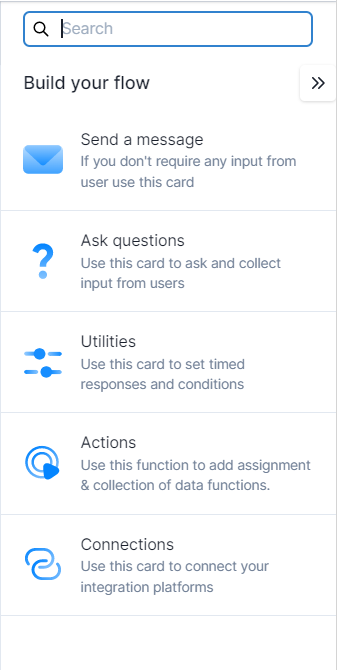 Search
Build your flow
Send a message
If you don't require any input from
user use this card
Ask questions
Use this card to ask and collect
input from users
Utilities
Use this card to set timed
responses and conditions
Actions
Use this function to add assignment
& collection of data functions.
Connections
Use this card to connect your
integration platforms